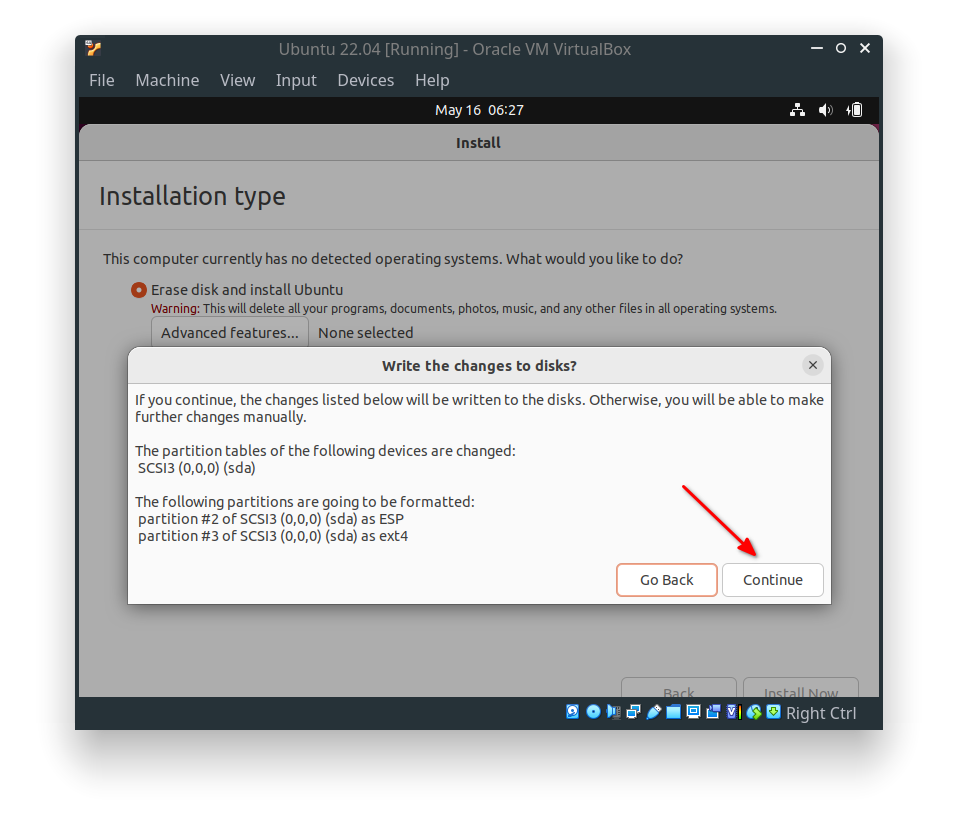 Ubuntu 22.04 [Running] - Oracle VM VirtualBox
File Machine View Input Devices Help
May 16 06:27
Install
Installation type
This computer currently has no detected operating systems. What would you like to do?
Erase disk and install Ubuntu
Warning: This will delete all your programs, documents, photos, music, and any other files in all operating systems.
Advanced features... None selected
Write the changes to disks?
If you continue, the changes listed below will be written to the disks. Otherwise, you will be able to make
further changes manually.
The partition tables of the following devices are changed:
SCSI3 (0,0,0) (sda)
The following partitions are going to be formatted:
partition #2 of SCSI3 (0,0,0) (sda) as ESP
partition #3 of SCSI3 (0,0,0) (sda) as ext4
Go Back Continue
Back Install Now
Right Ctrl